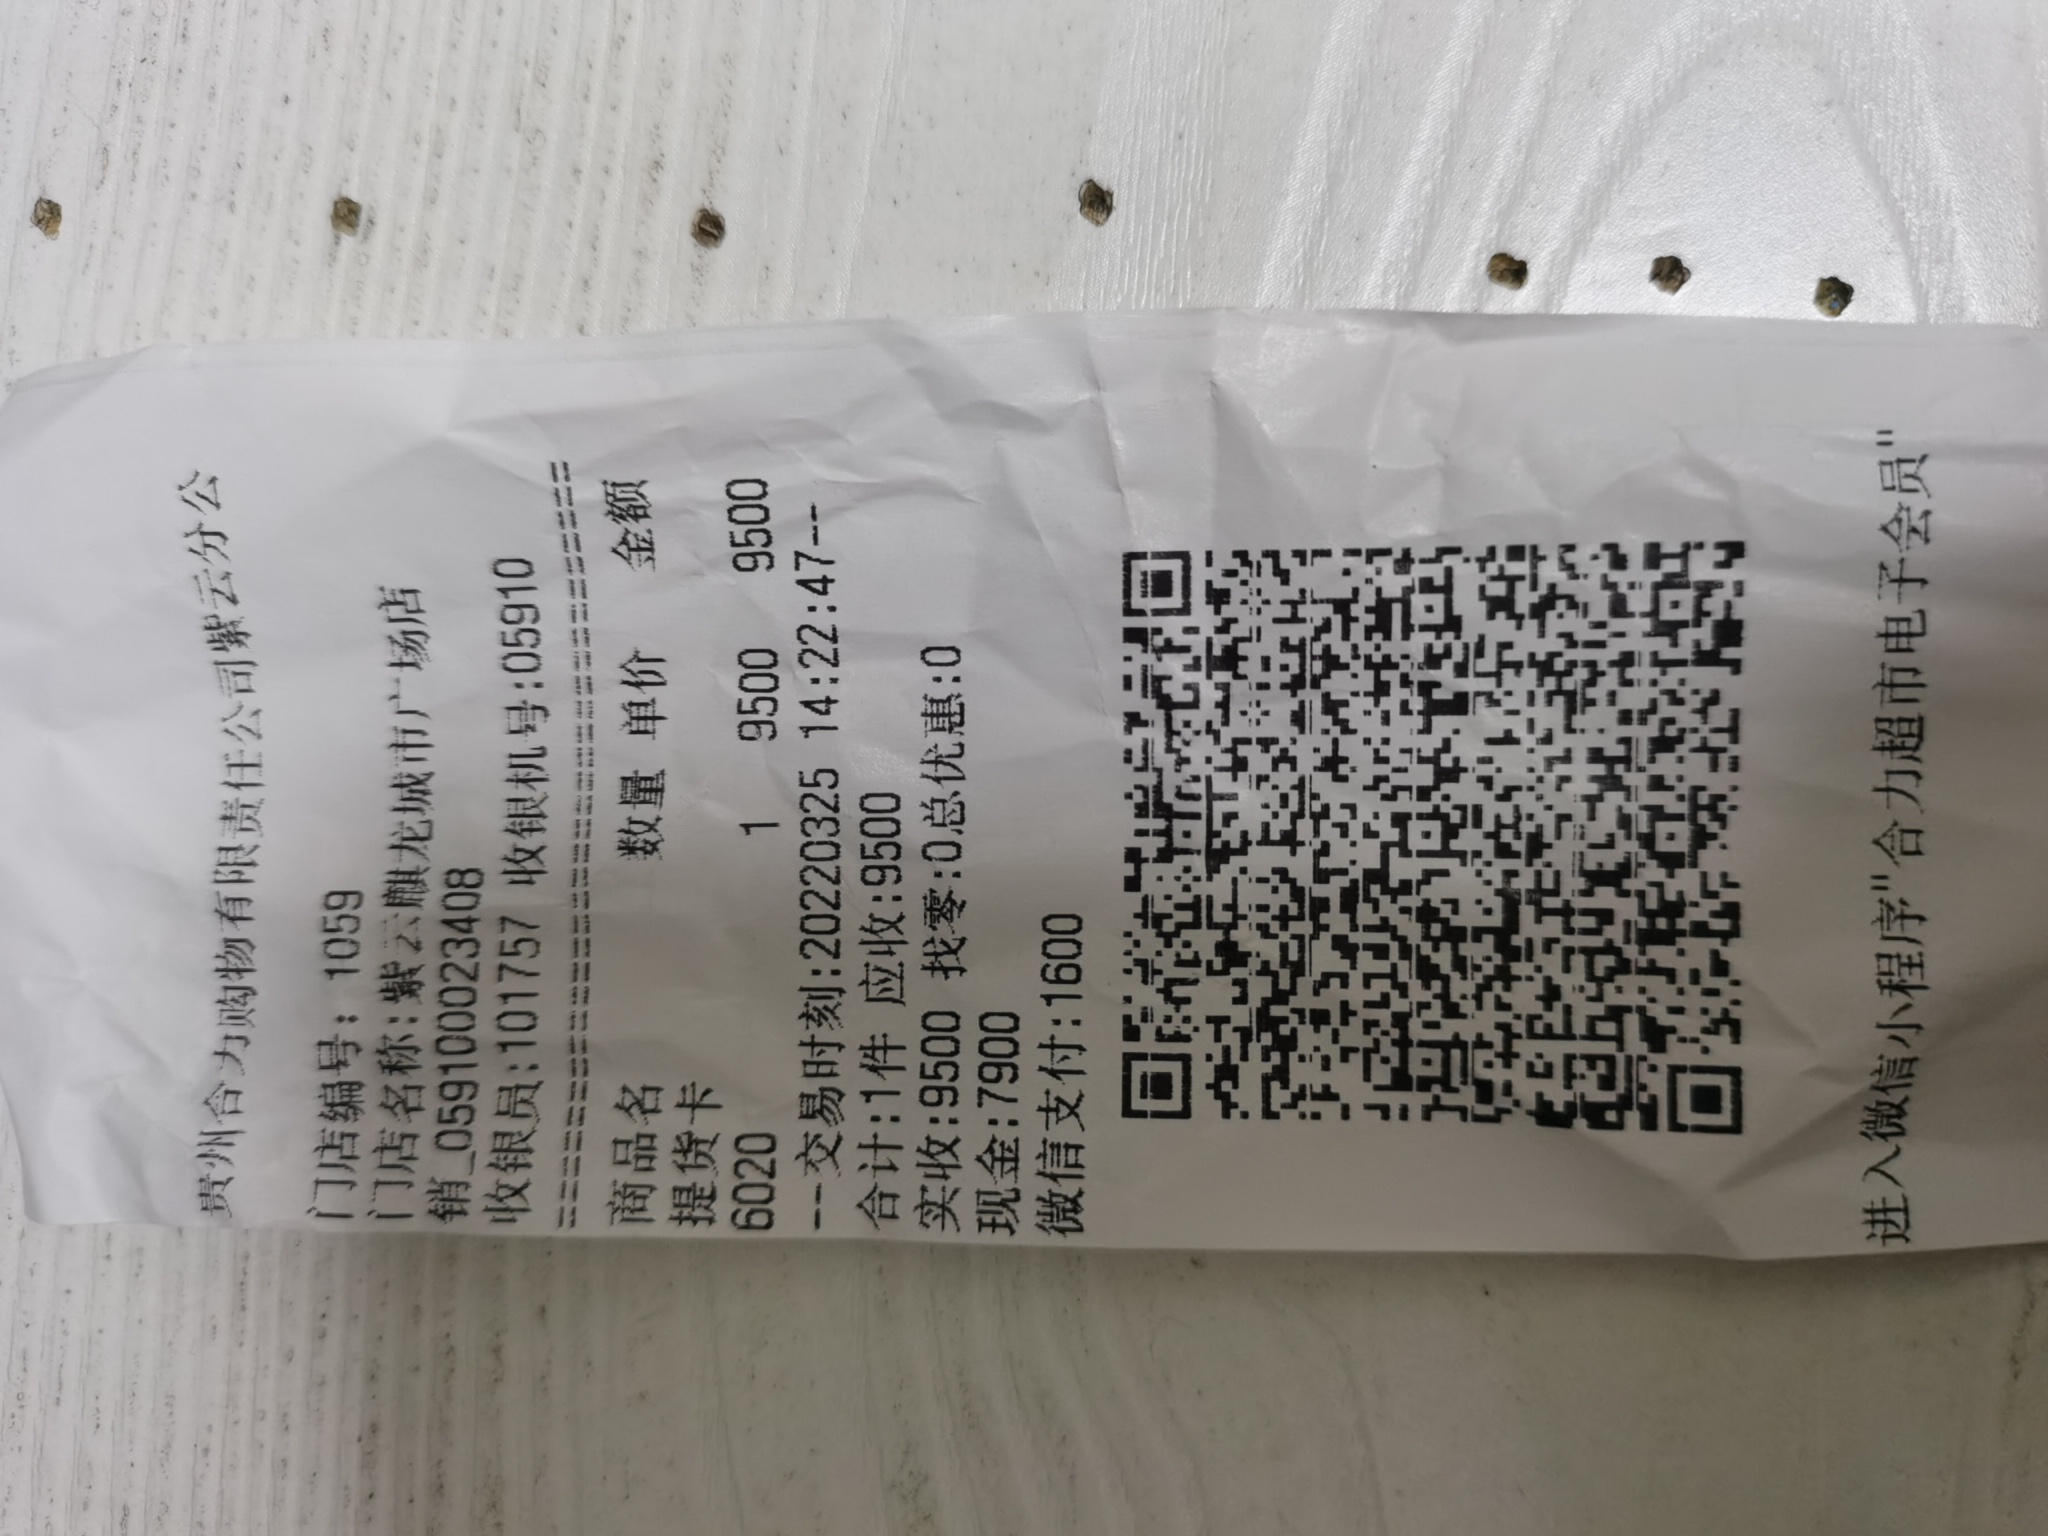 贵州合力购物有限责任公司紫云分公
门店编号: 1059
门店名称:紫云麒龙城市广场店
销_0591000023408
收银员:101757 收银机号:05910
商品名 数量 单价 金额
提货卡
6020 1 9500 9500
--交易时刻:20220325 14:22:47--
合计:1件 应收:9500
实收:9500 找零:0总优惠:0
现金:7900
微信支付:1600
进入微信小程序"合力超市电子会员"